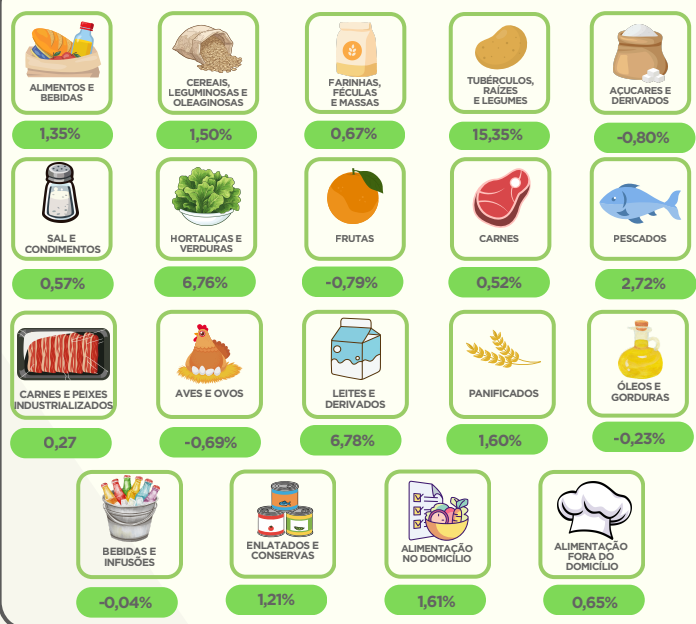 ALIMENTOS E
BEBIDAS
1,35%
CEREAIS,
LEGUMINOSAS E
OLEAGINOSAS
1,50%
FARINHAS,
FÉCULAS
E MASSAS
0,67%
TUBÉRCULOS,
RAÍZES
E LEGUMES
15,35%
AÇUCARES E
DERIVADOS
-0,80%
SAL E
CONDIMENTOS
0,57%
HORTALIÇAS E
VERDURAS
6,76%
FRUTAS
-0,79%
CARNES
0,52%
PESCADOS
2,72%
CARNES E PEIXES
INDUSTRIALIZADOS
0,27
AVES E OVOS
-0,69%
LEITES E
DERIVADOS
6,78%
PANIFICADOS
1,60%
ÓLEOS E
GORDURAS
-0,23%
BEBIDAS E
INFUSÕES
-0,04%
ENLATADOS E
CONSERVAS
1,21%
ALIMENTAÇÃO
NO DOMICÍLIO
1,61%
ALIMENTAÇÃO
FORA DO
DOMICÍLIO
0,65%